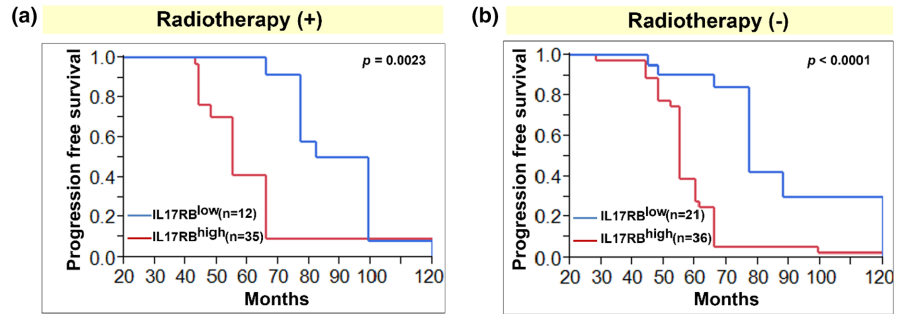 (a)
Radiotherapy (+)
p = 0.0023
Progression free survival
1.0
0.8
0.6
0.4
0.2
0.0
IL17RBlow(n=12)
IL17RBhigh(n=35)
20 30 40 50 60 70 80 90 100 120
Months
(b)
Radiotherapy (-)
p < 0.0001
Progression free survival
1.0
0.8
0.6
0.4
0.2
0.0
IL17RBlow(n=21)
IL17RBhigh(n=36)
20 30 40 50 60 70 80 90 100 120
Months